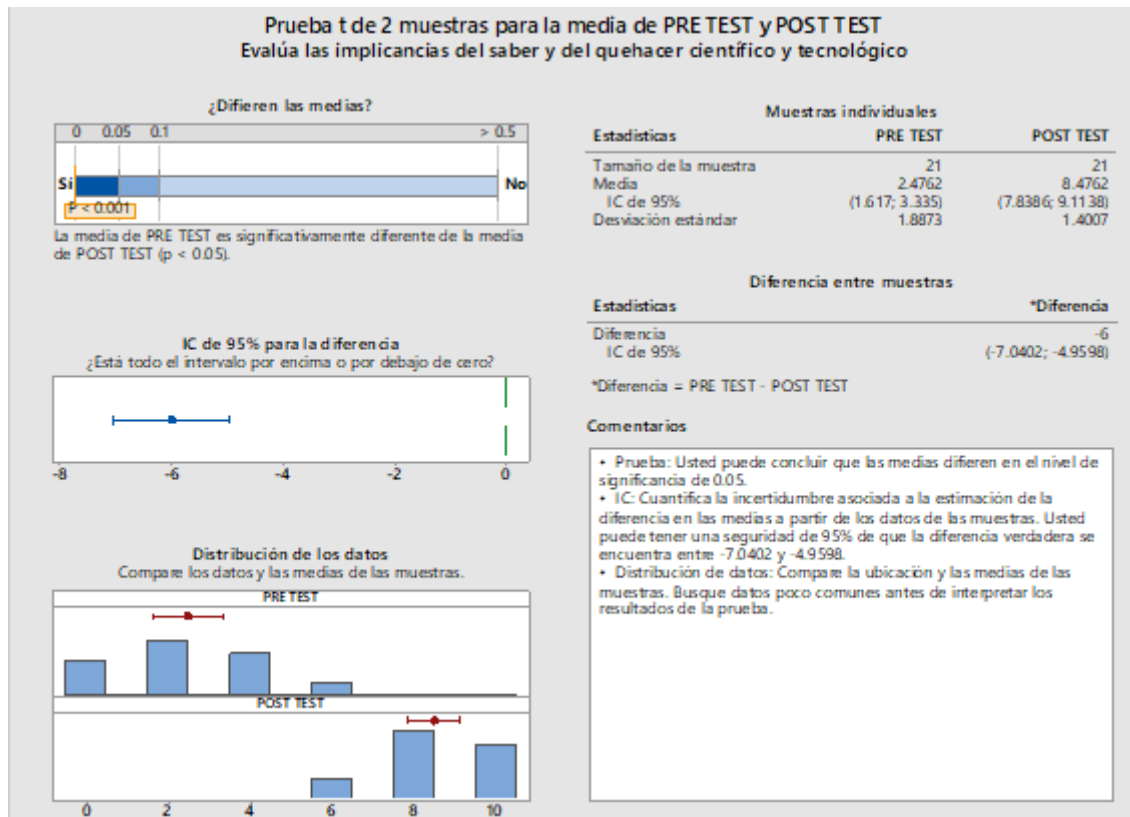 Prueba t de 2 muestras para la media de PRE TEST y POST TEST
Evalúa las implicancias del saber y del quehacer científico y tecnológico
¿Difieren las medias?
0 0.05 0.1 > 0.5
Sí No
P < 0.001
La media de PRE TEST es significativamente diferente de la media
de POST TEST (p < 0.05).
IC de 95% para la diferencia
¿Está todo el intervalo por encima o por debajo de cero?
-8 -6 -4 -2 0
Distribución de los datos
Compare los datos y las medias de las muestras.
PRE TEST
POST TEST
0 2 4 6 8 10
Muestras individuales
Estadísticas PRE TEST POST TEST
Tamaño de la muestra 21 21
Media 2.4762 8.4762
IC de 95% (1.617; 3.335) (7.8386; 9.1138)
Desviación estándar 1.8873 1.4007
Diferencia entre muestras
Estadísticas *Diferencia
Diferencia -6
IC de 95% (-7.0402; -4.9598)
*Diferencia = PRE TEST - POST TEST
Comentarios
• Prueba: Usted puede concluir que las medias difieren en el nivel de
significancia de 0.05.
• IC: Cuantifica la incertidumbre asociada a la estimación de la
diferencia en las medias a partir de los datos de las muestras. Usted
puede tener una seguridad de 95% de que la diferencia verdadera se
encuentra entre -7.0402 y -4.9598.
• Distribución de datos: Compare la ubicación y las medias de las
muestras. Busque datos poco comunes antes de interpretar los
resultados de la prueba.